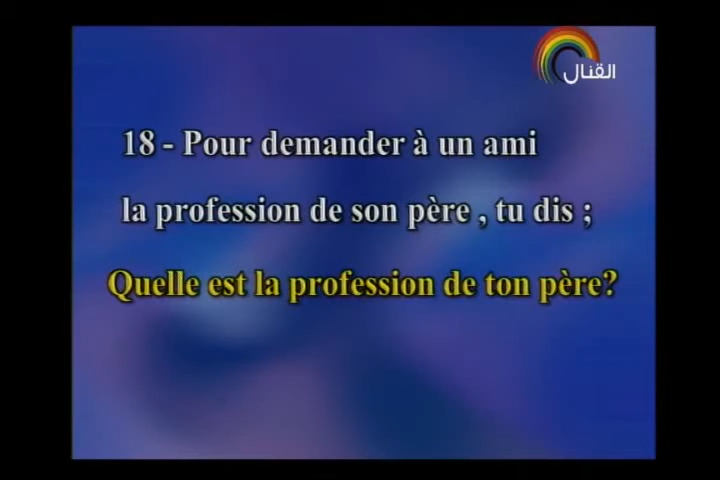 القنال
18 - Pour demander à un ami
la profession de son père , tu dis ;
Quelle est la profession de ton père?